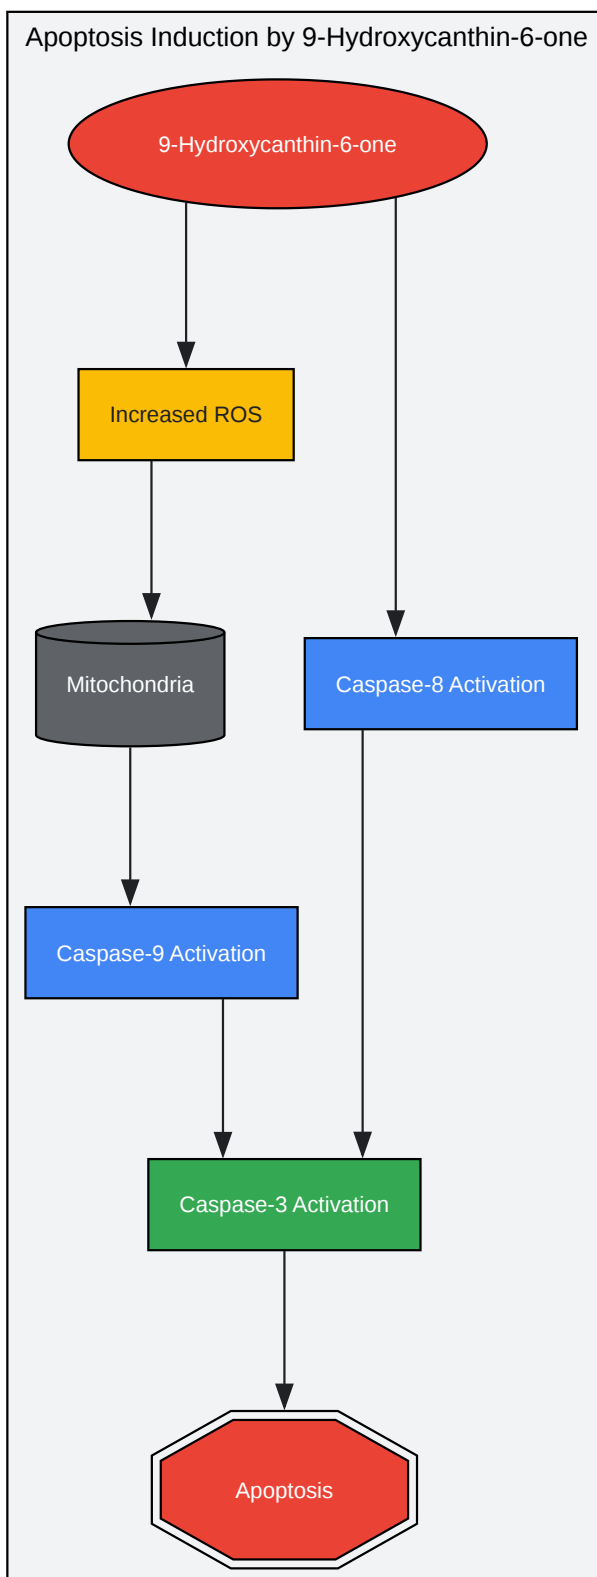 Apoptosis Induction by 9-Hydroxycanthin-6-one
9-Hydroxycanthin-6-one
Increased ROS
Mitochondria
Caspase-8 Activation
Caspase-9 Activation
Caspase-3 Activation
Apoptosis